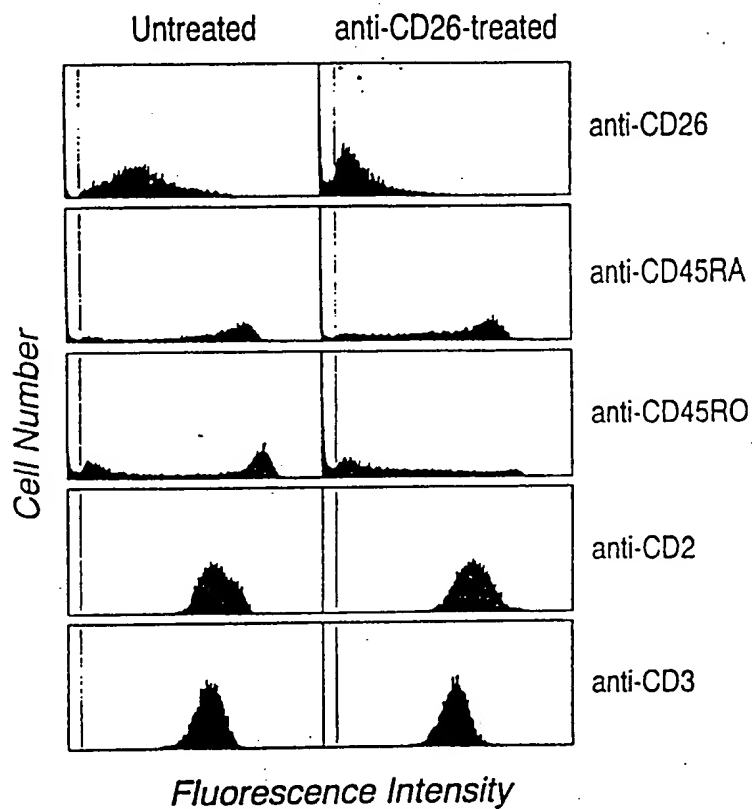 Untreated
anti-CD26-treated
anti-CD26
anti-CD45RA
anti-CD45RO
anti-CD2
anti-CD3
Cell Number
Fluorescence Intensity